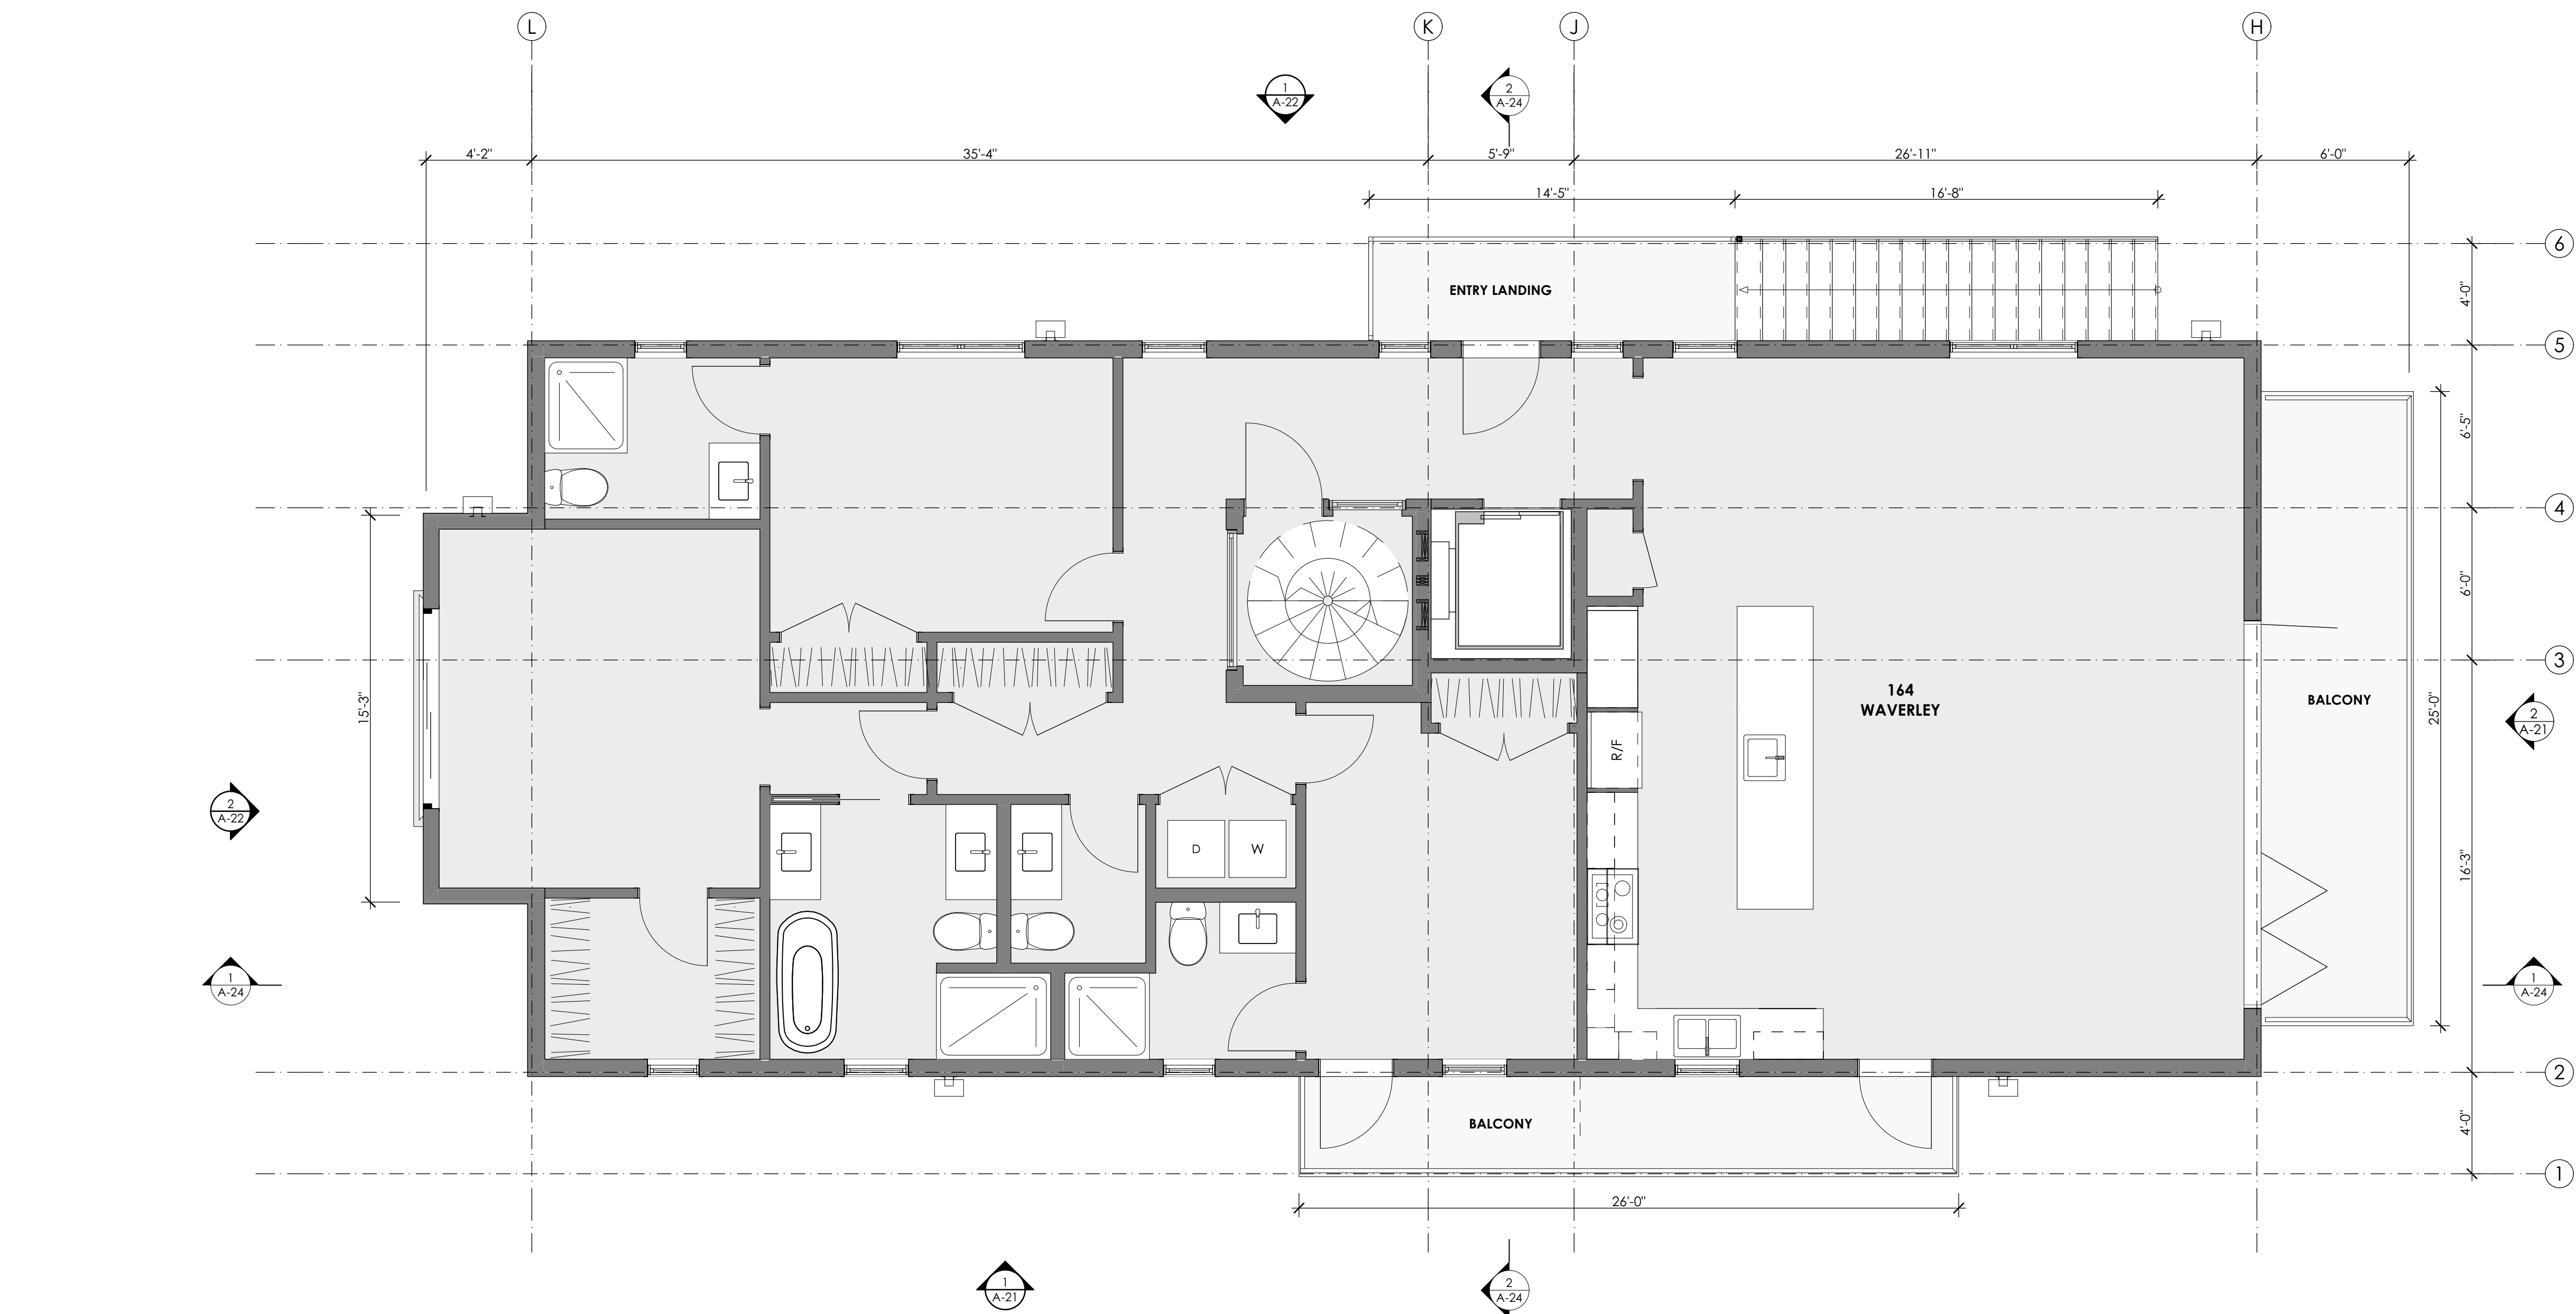 L
K
J
H
1
A-22
2
A-24
4'-2"
35'-4"
5'-9"
26'-11"
6'-0"
14'-5"
16'-8"
6
ENTRY LANDING
4'-0"
5
6'-5"
4
6'-0"
3
15'-3"
164
WAVERLEY
BALCONY
25'-0"
2
A-21
R/F
2
A-22
D
W
16'-3"
1
A-24
1
A-24
2
BALCONY
4'-0"
1
26'-0"
1
A-21
2
A-24